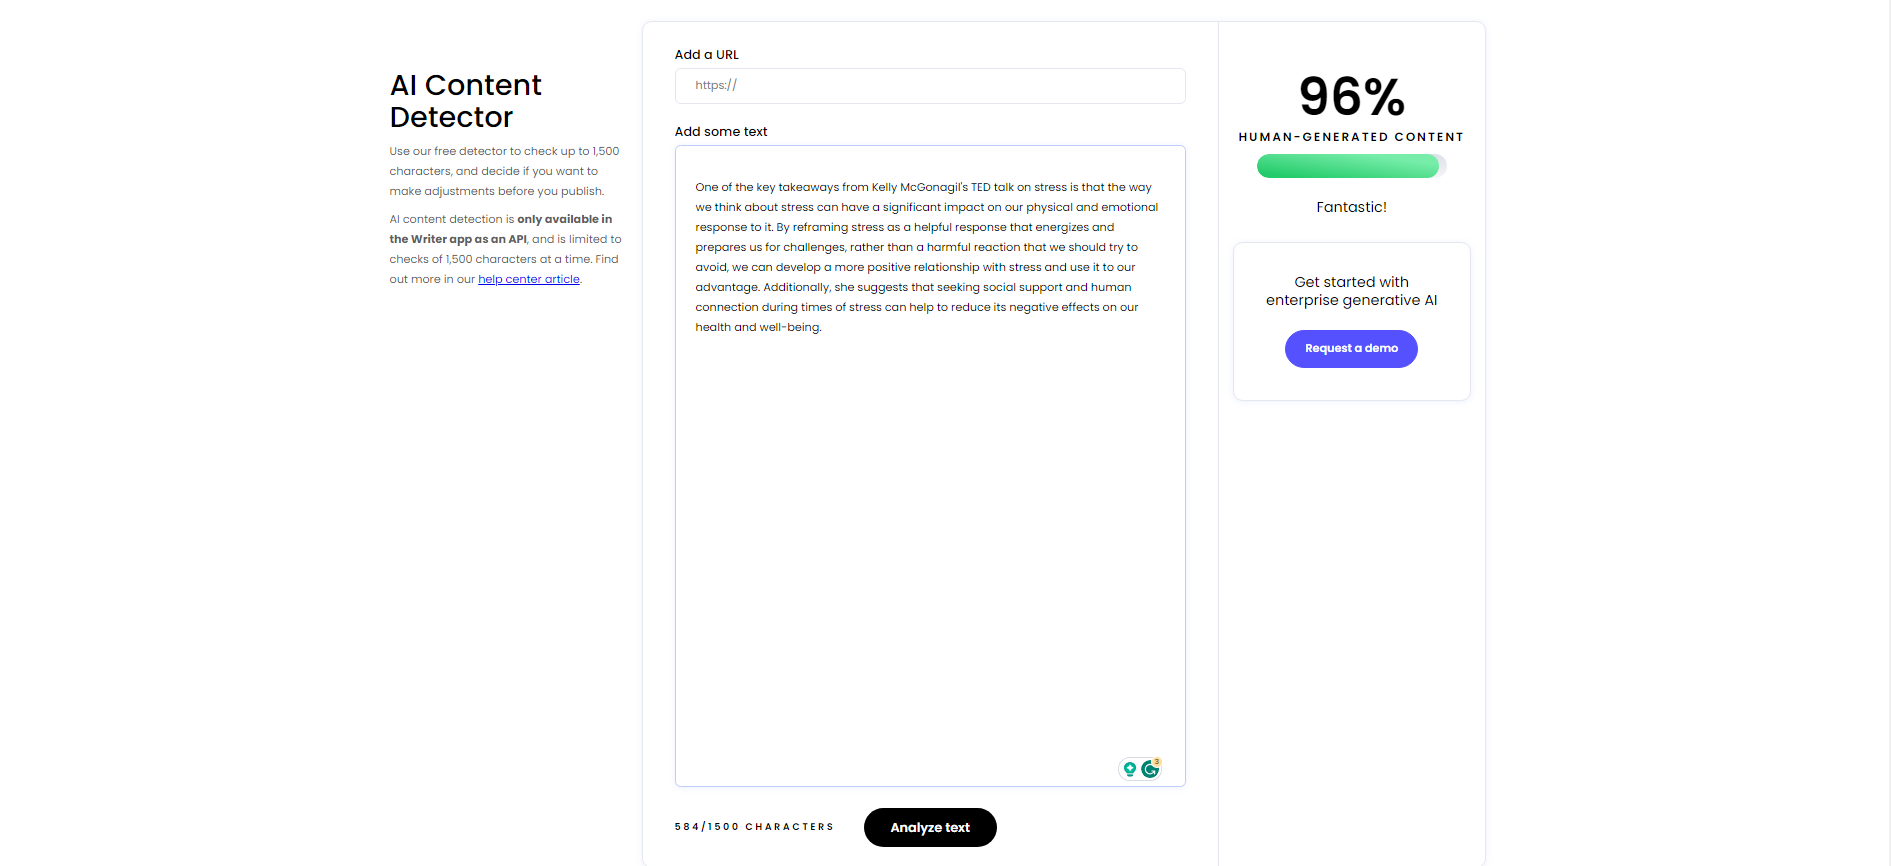 AI Content
Detector
Use our free detector to check up to 1,500
characters, and decide if you want to
make adjustments before you publish.
AI content detection is only available in
the Writer app as an API, and is limited to
checks of 1,500 characters at a time. Find
out more in our help center article.
Add a URL
https://
Add some text
One of the key takeaways from Kelly McGonagil's TED talk on stress is that the way
we think about stress can have a significant impact on our physical and emotional
response to it. By reframing stress as a helpful response that energizes and
prepares us for challenges, rather than a harmful reaction that we should try to
avoid, we can develop a more positive relationship with stress and use it to our
advantage. Additionally, she suggests that seeking social support and human
connection during times of stress can help to reduce its negative effects on our
health and well-being.
3
584/1500 CHARACTERS
Analyze text
96%
HUMAN-GENERATED CONTENT
Fantastic!
Get started with
enterprise generative AI
Request a demo